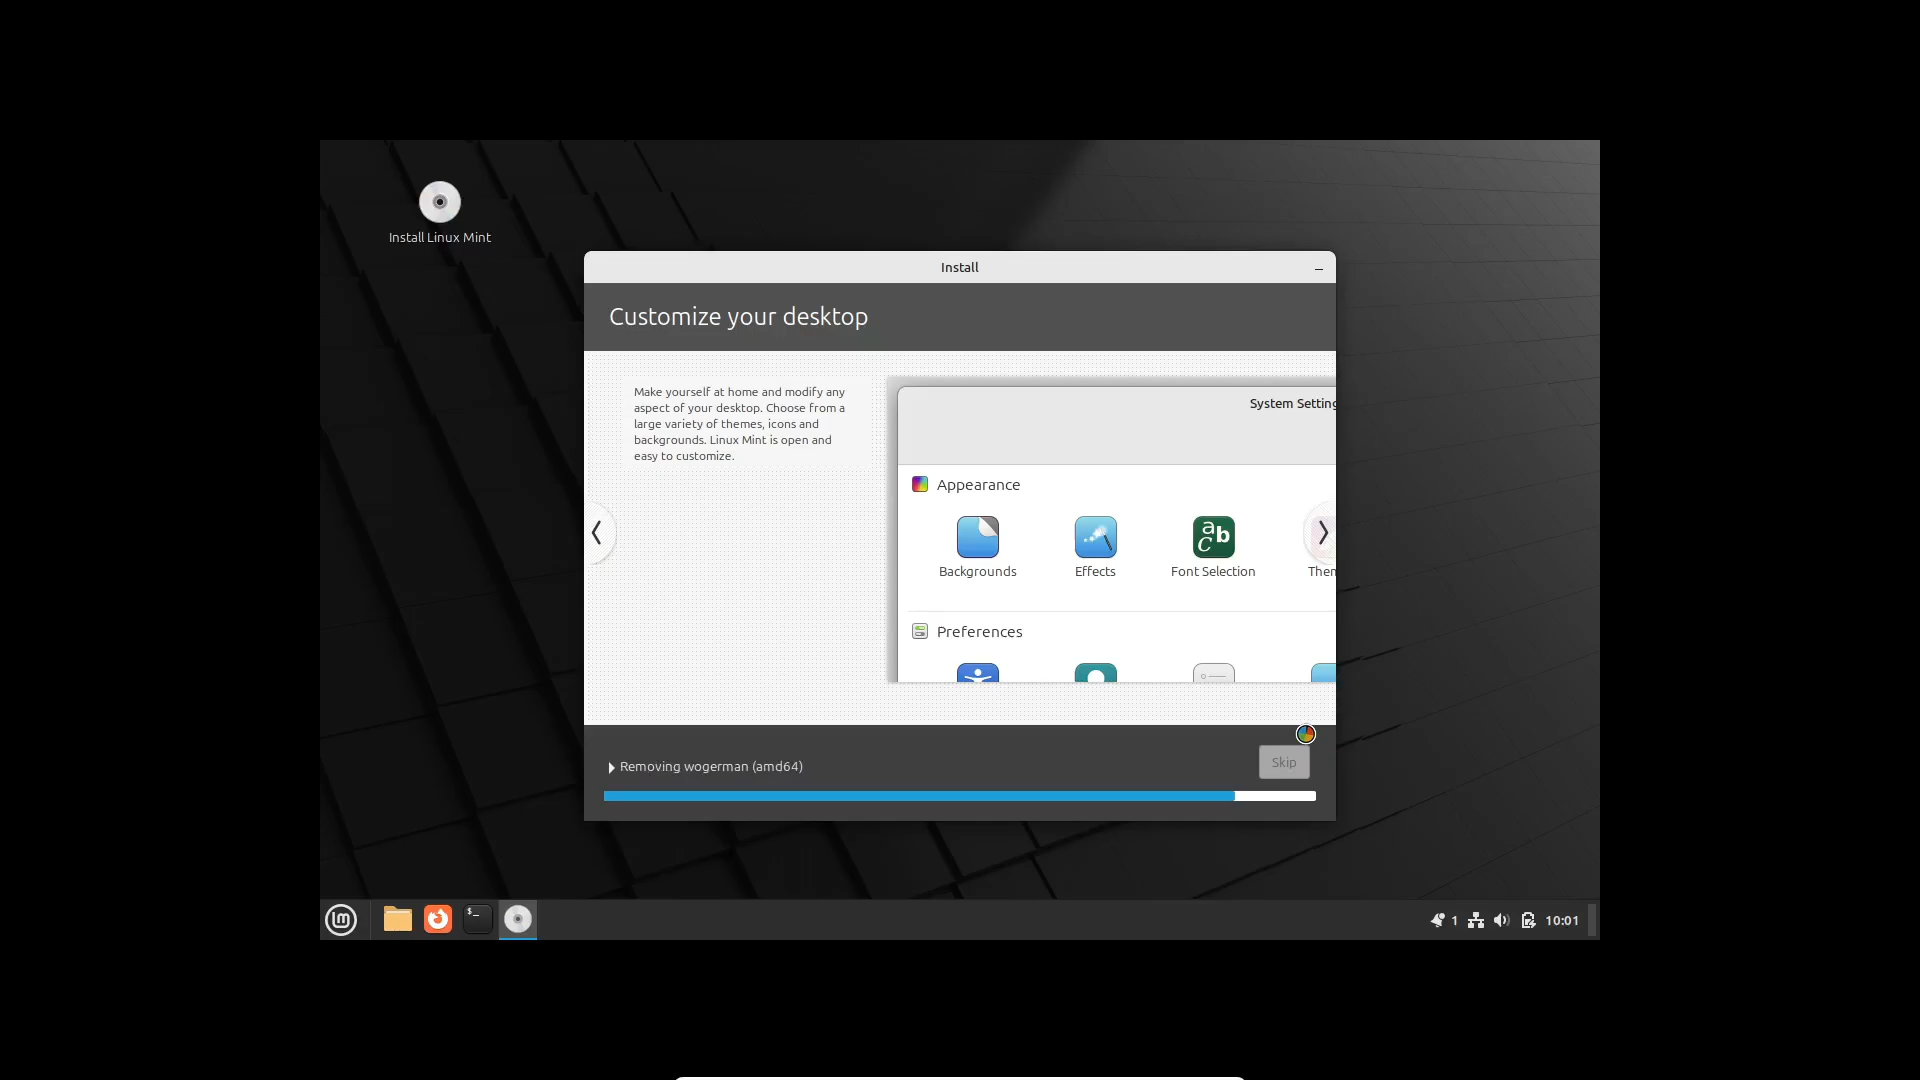 Install Linux Mint
Install
Customize your desktop
Make yourself at home and modify any
aspect of your desktop. Choose from a
large variety of themes, icons and
backgrounds. Linux Mint is open and
easy to customize.
System Setting
Appearance
Backgrounds
Effects
Font Selection
Them
Preferences
Removing wogerman (amd64)
Skip
1
10:01